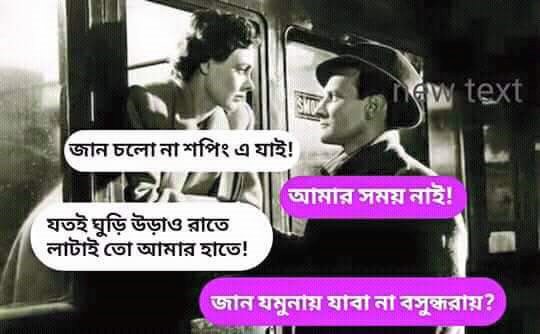 new text
জান চলো না শপিং এ যাই!
আমার সময় নাই!
যতই ঘুড়ি উড়াও রাতে
লাটাই তো আমার হাতে!
জান যমুনায় যাবা না বসুন্ধরায়?